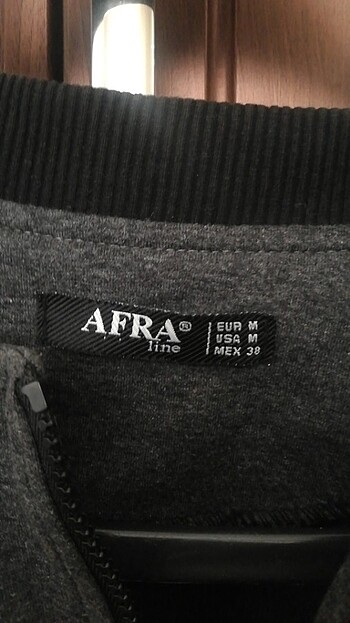 AFRA®
line
EUR M
USA M
MEX 38